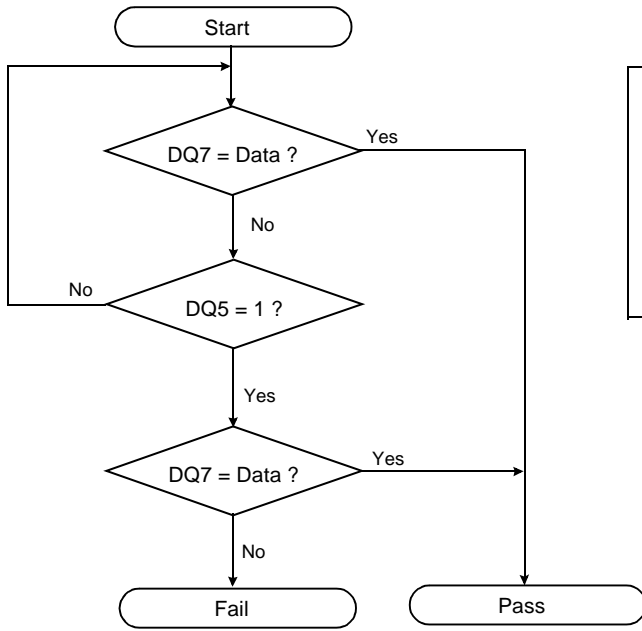 Start
Yes
DQ7 = Data ?
No
No
DQ5 = 1 ?
Yes
Yes
DQ7 = Data ?
No
Fail
Pass